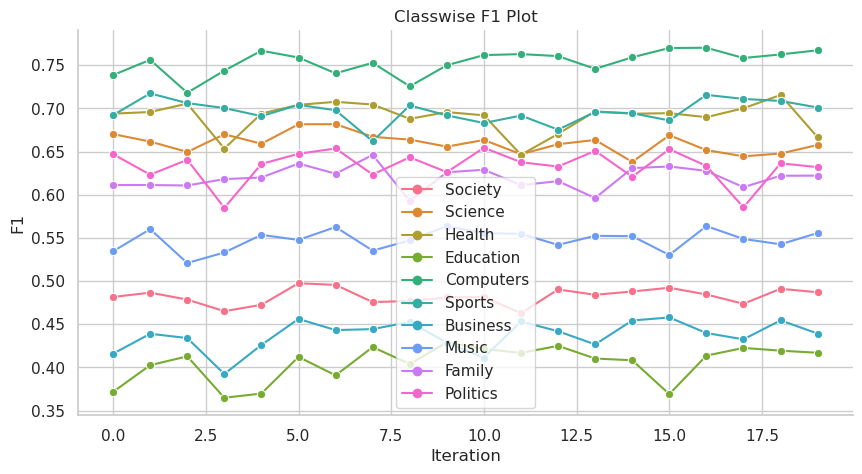 Classwise F1 Plot
F1
0.75
0.70
0.65
0.60
0.55
0.50
0.45
0.40
0.35
Society
Science
Health
Education
Computers
Sports
Business
Music
Family
Politics
0.0 2.5 5.0 7.5 10.0 12.5 15.0 17.5
Iteration